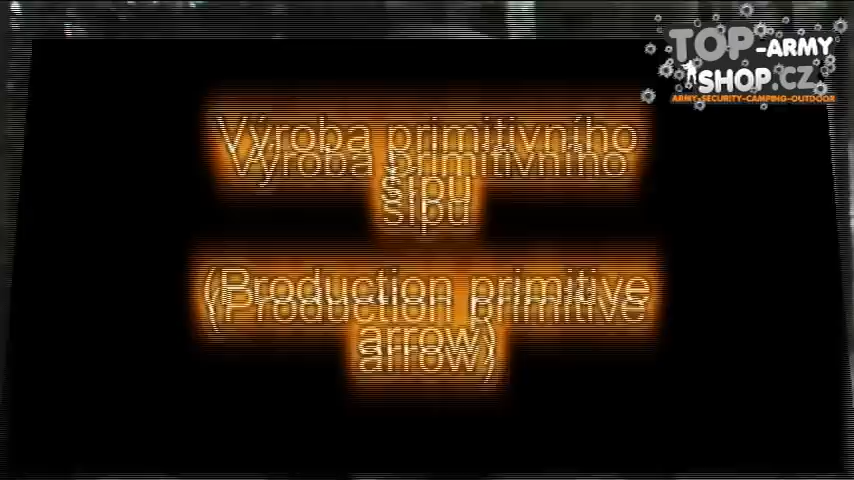 TOP-ARMY
SHOP.CZ
ARMY-SECURITY-CAMPING-OUTDOOR
Výroba primitivního
šípu
(Production primitive
arrow)